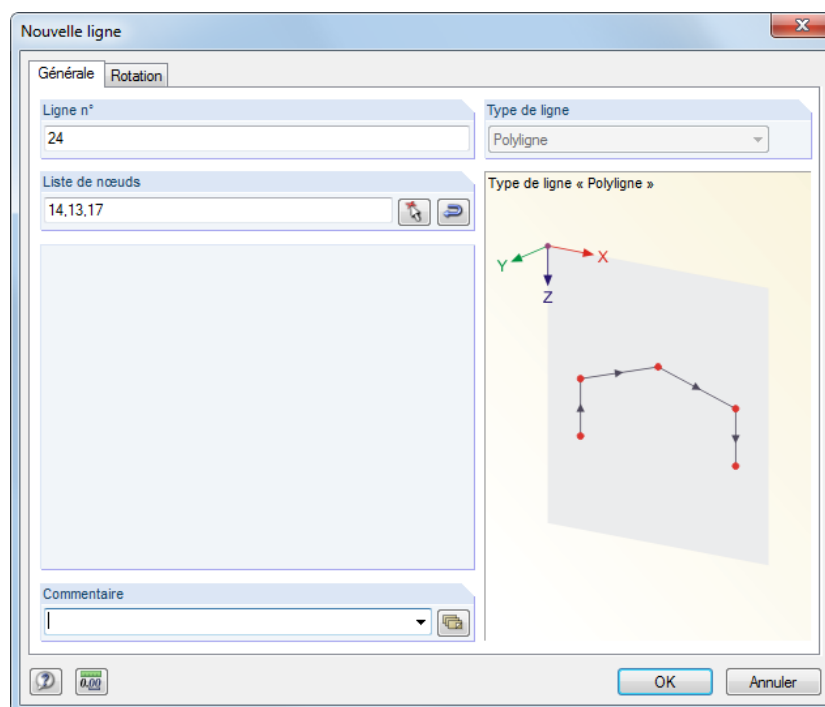 Nouvelle ligne
Générale
Rotation
Ligne n°
24
Type de ligne
Polyligne
Liste de nœuds
14,13,17
Type de ligne « Polyligne »
Y
X
Z
Commentaire
0.00
OK
Annuler